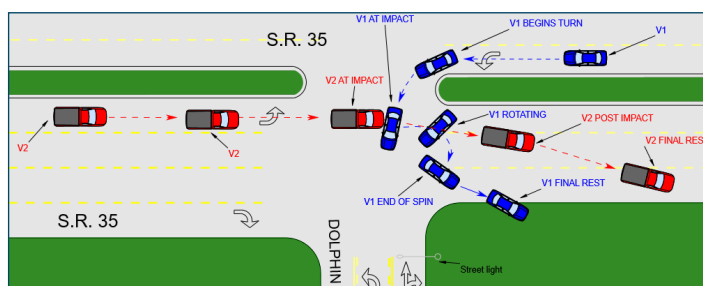 V1 AT IMPACT
V1 BEGINS TURN
S.R. 35
V1
V2 AT IMPACT
V1 ROTATING
V2 POST IMPACT
V2
V2
V2 FINAL RES
V1 END OF SPIN
V1 FINAL REST
S.R. 35
DOLPHIN
Street light